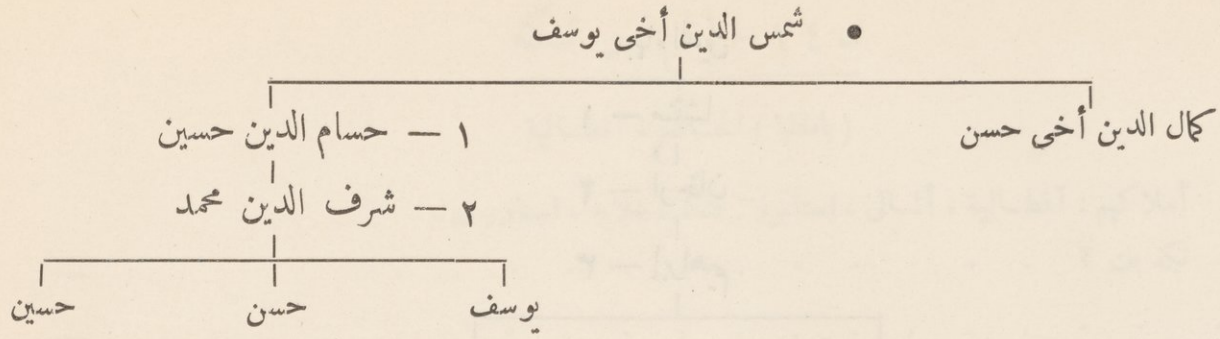 • شمس الدين أخى يوسف
كمال الدين أخى حسن
١ — حسام الدين حسين
٢ — شرف الدين محمد
يوسف
حسن
حسين